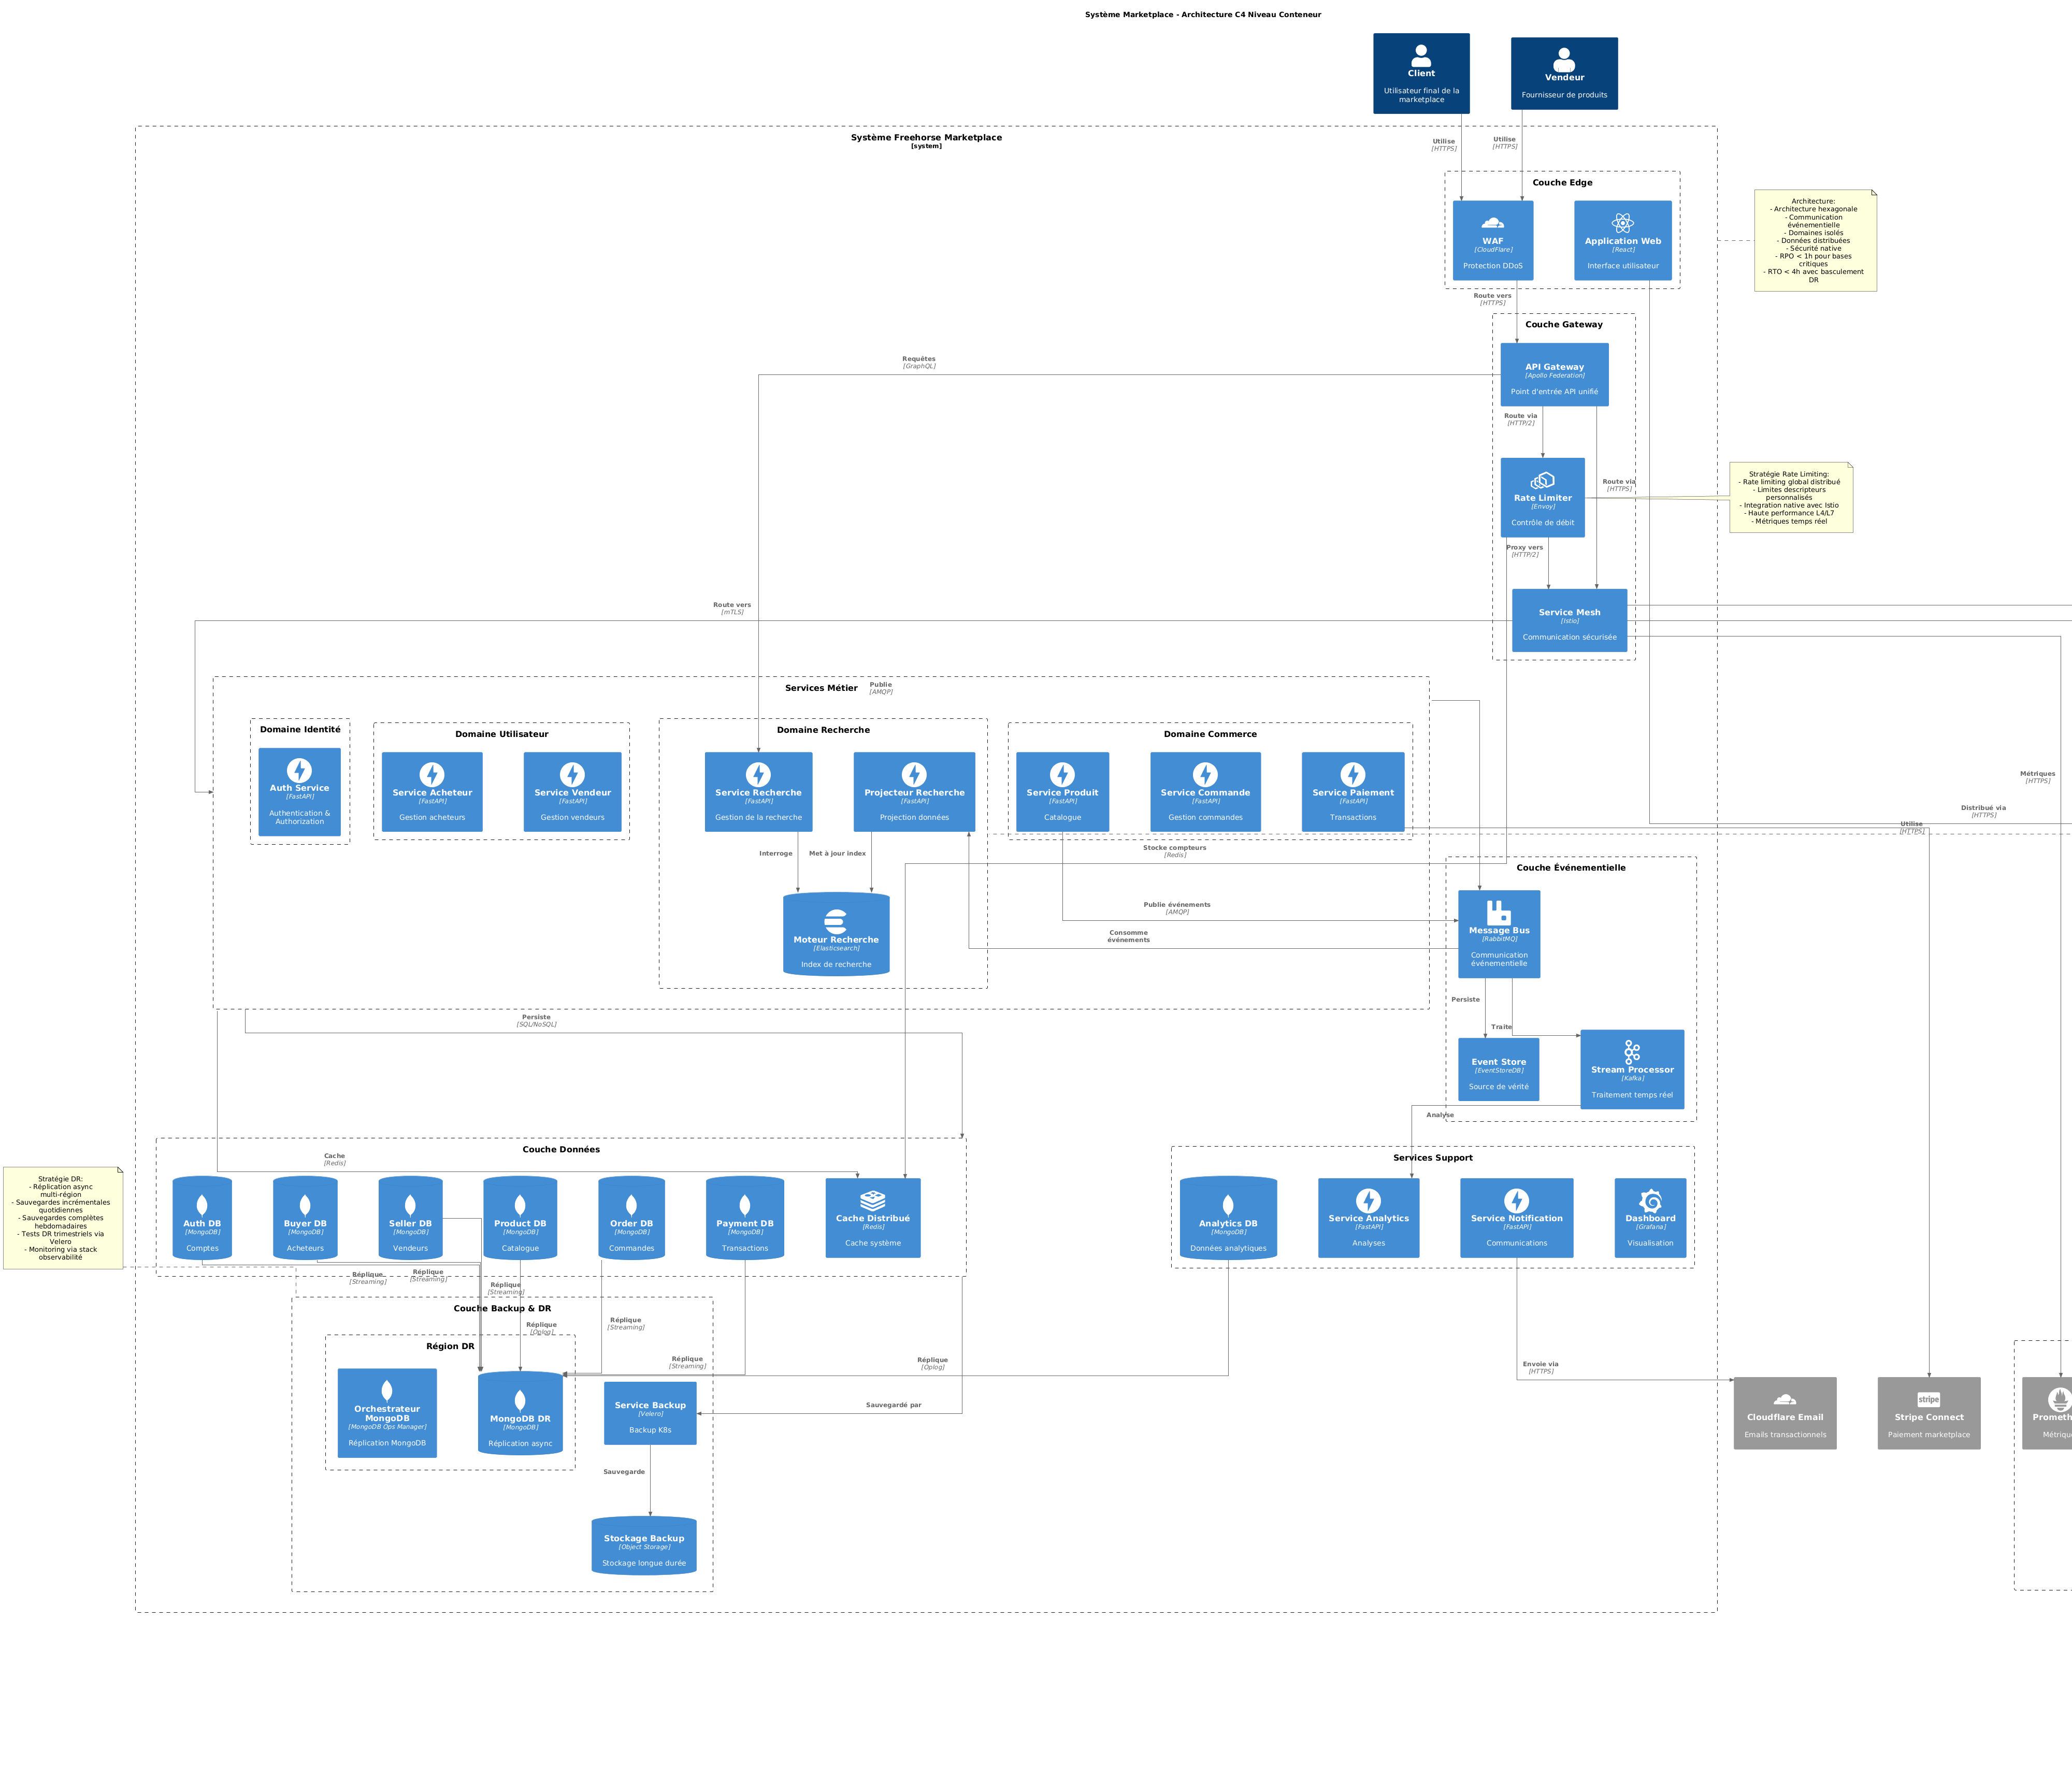 Système Marketplace - Architecture C4 Niveau Conteneur
Client
Utilisateur final de la
marketplace
Vendeur
Fournisseur de produits
Système Freehorse Marketplace
[system]
Utilise
[HTTPS]
Utilise
[HTTPS]
Couche Edge
WAF
[CloudFlare]
Protection DDoS
Application Web
[React]
Interface utilisateur
Architecture:
- Architecture hexagonale
- Communication
événementielle
- Domaines isolés
- Données distribuées
- Sécurité native
- RPO < 1h pour bases
critiques
- RTO < 4h avec basculement
DR
Route vers
[HTTPS]
Couche Gateway
API Gateway
[Apollo Federation]
Point d'entrée API unifié
Requêtes
[GraphQL]
Route via
[HTTP/2]
Rate Limiter
[Envoy]
Contrôle de débit
Route via
[HTTPS]
Stratégie Rate Limiting:
- Rate limiting global distribué
- Limites descripteurs
personnalisés
- Integration native avec Istio
- Haute performance L4/L7
- Métriques temps réel
Proxy vers
[HTTP/2]
Service Mesh
[Istio]
Communication sécurisée
Route vers
[mTLS]
Services Métier
Publie
[AMQP]
Domaine Identité
Auth Service
[FastAPI]
Authentication &
Authorization
Domaine Utilisateur
Service Acheteur
[FastAPI]
Gestion acheteurs
Service Vendeur
[FastAPI]
Gestion vendeurs
Domaine Recherche
Service Recherche
[FastAPI]
Gestion de la recherche
Projecteur Recherche
[FastAPI]
Projection données
Domaine Commerce
Service Produit
[FastAPI]
Catalogue
Service Commande
[FastAPI]
Gestion commandes
Service Paiement
[FastAPI]
Transactions
Métriques
[HTTPS]
Distribué via
[HTTPS]
Utilise
[HTTPS]
Interroge
Met à jour index
Stocke compteurs
[Redis]
Moteur Recherche
[Elasticsearch]
Index de recherche
Publie événements
[AMQP]
Consomme
événements
Couche Événementielle
Message Bus
[RabbitMQ]
Communication
événementielle
Persiste
Traite
Event Store
[EventStoreDB]
Source de vérité
Stream Processor
[Kafka]
Traitement temps réel
Analyse
Persiste
[SQL/NoSQL]
Couche Données
Cache
[Redis]
Auth DB
[MongoDB]
Comptes
Buyer DB
[MongoDB]
Acheteurs
Seller DB
[MongoDB]
Vendeurs
Product DB
[MongoDB]
Catalogue
Order DB
[MongoDB]
Commandes
Payment DB
[MongoDB]
Transactions
Cache Distribué
[Redis]
Cache système
Services Support
Analytics DB
[MongoDB]
Données analytiques
Service Analytics
[FastAPI]
Analyses
Service Notification
[FastAPI]
Communications
Dashboard
[Grafana]
Visualisation
Stratégie DR:
- Réplication async
multi-région
- Sauvegardes incrémentales
quotidiennes
- Sauvegardes complètes
hebdomadaires
- Tests DR trimestriels via
Velero
- Monitoring via stack
observabilité
Réplique
[Streaming]
Réplique
[Streaming]
Réplique
[Streaming]
Couche Backup & DR
Réplique
[Oplog]
Réplique
[Streaming]
Région DR
Réplique
[Streaming]
Réplique
[Oplog]
Orchestrateur
MongoDB
[MongoDB Ops Manager]
Réplication MongoDB
MongoDB DR
[MongoDB]
Réplication async
Service Backup
[Velero]
Backup K8s
Sauvegardé par
Sauvegarde
Stockage Backup
[Object Storage]
Stockage longue durée
Envoie via
[HTTPS]
Cloudflare Email
Emails transactionnels
stripe
Stripe Connect
Paiement marketplace
Prometh
Métriqu